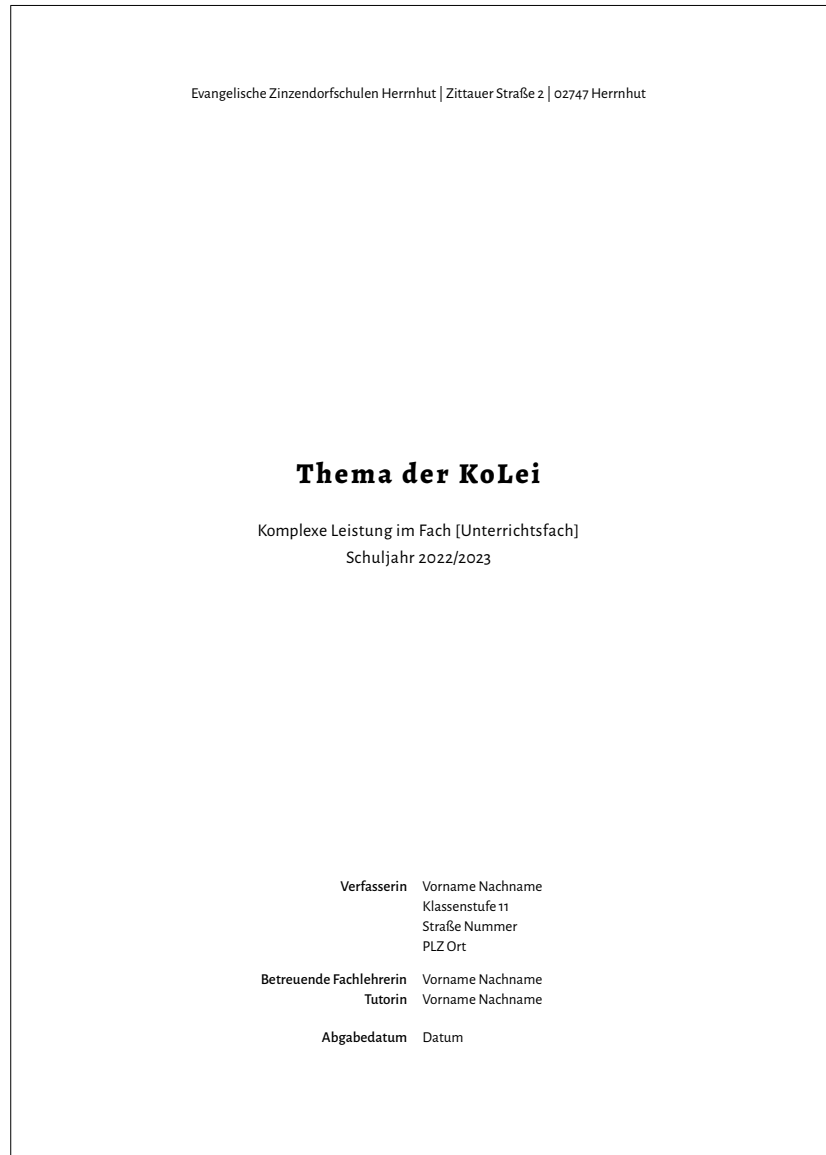 Evangelische Zinzendorfschulen Herrnhut | Zittauer Straße 2 | 02747 Herrnhut
Thema der KoLei
Komplexe Leistung im Fach [Unterrichtsfach]
Schuljahr 2022/2023
Verfasserin Vorname Nachname
Klassenstufe 11
Straße Nummer
PLZ Ort
Betreuende Fachlehrerin Vorname Nachname
Tutorin Vorname Nachname
Abgabedatum Datum